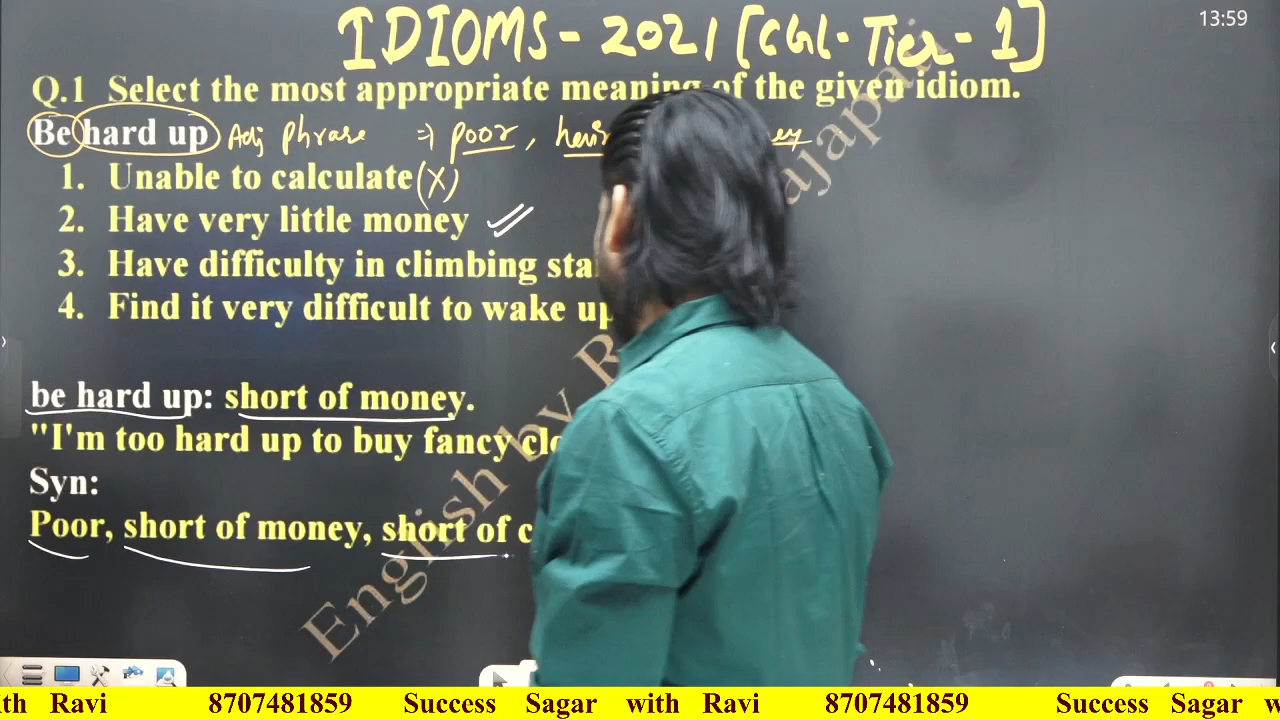 IDIOMS - 2021 [CGL- Tier - 1]
13:59
Q.1 Select the most appropriate meaning of the given idiom.
Be hard up Adj phrase => poor,
1. Unable to calculate (X)
2. Have very little money
3. Have difficulty in climbing
4. Find it very difficult to wake up
be hard up: short of money.
"I'm too hard up to buy fancy
Syn:
Poor, short of money, short of
English by
ith Ravi 8707481859 Success Sagar with Ravi 8707481859 Success Sagar